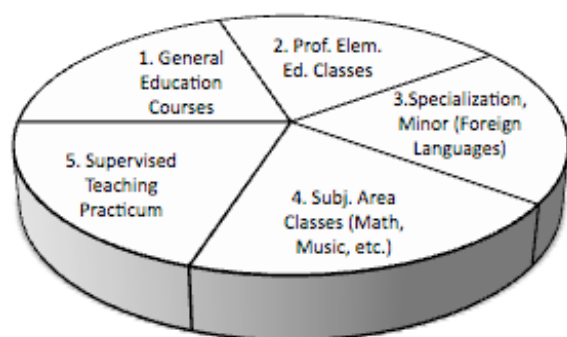 1. General
Education
Courses
2. Prof. Elem.
Ed. Classes
3.Specialization,
Minor (Foreign
Languages)
4. Subj. Area
Classes (Math,
Music, etc.)
5. Supervised
Teaching
Practicum